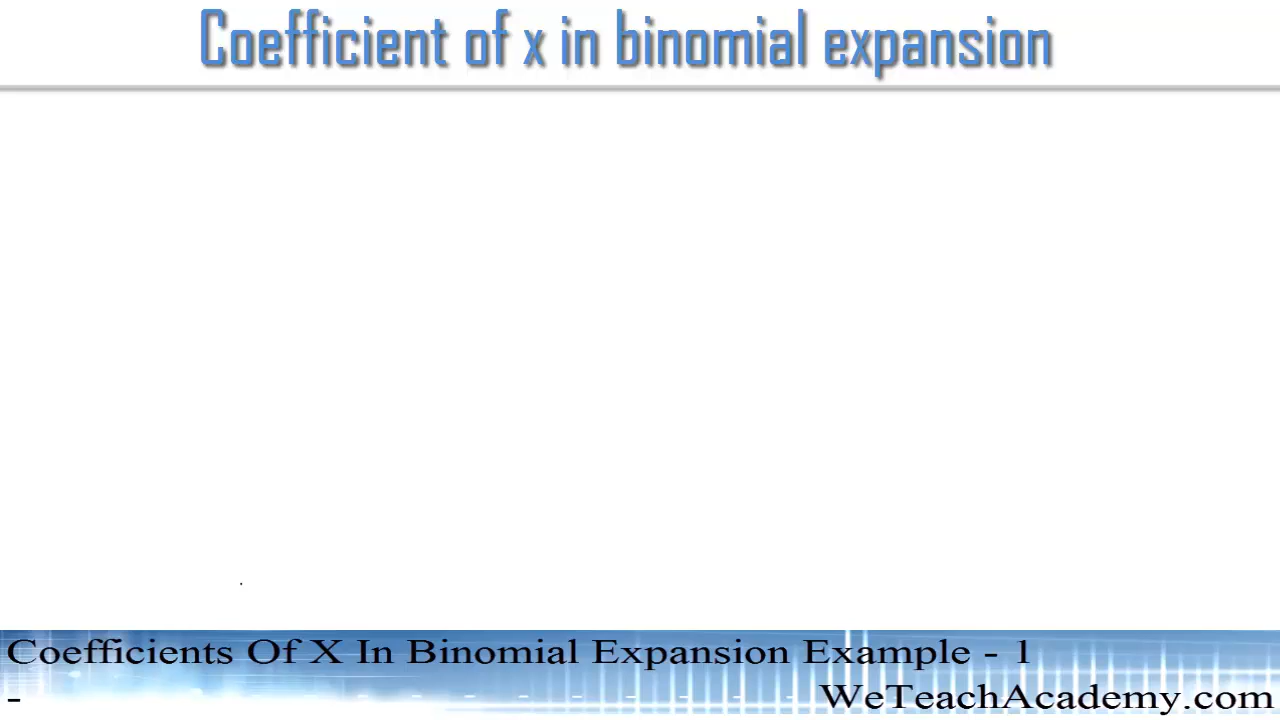 Coefficient of x in binomial expansion
Coefficients Of X In Binomial Expansion Example - 1
- WeTeachAcademy.com